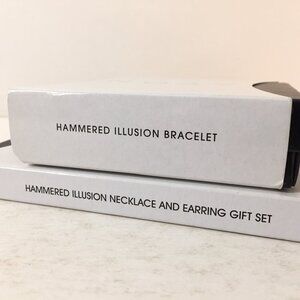 HAMMERED ILLUSION BRACELET
HAMMERED ILLUSION NECKLACE AND EARRING GIFT SET